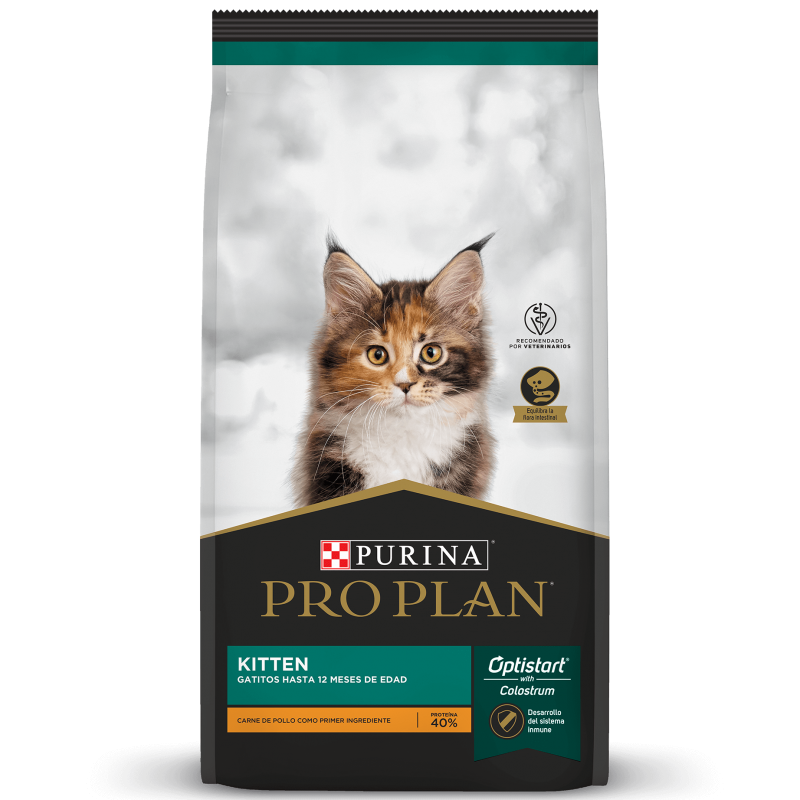 RECOMENDADO
POR VETERINARIOS
Equilibra la
flora intestinal
PURINA®
PRO PLAN®
KITTEN
GATITOS HASTA 12 MESES DE EDAD
CARNE DE POLLO COMO PRIMER INGREDIENTE
PROTEÍNA
40%
Optistart®
with
Colostrum
Desarrollo
del sistema
inmune